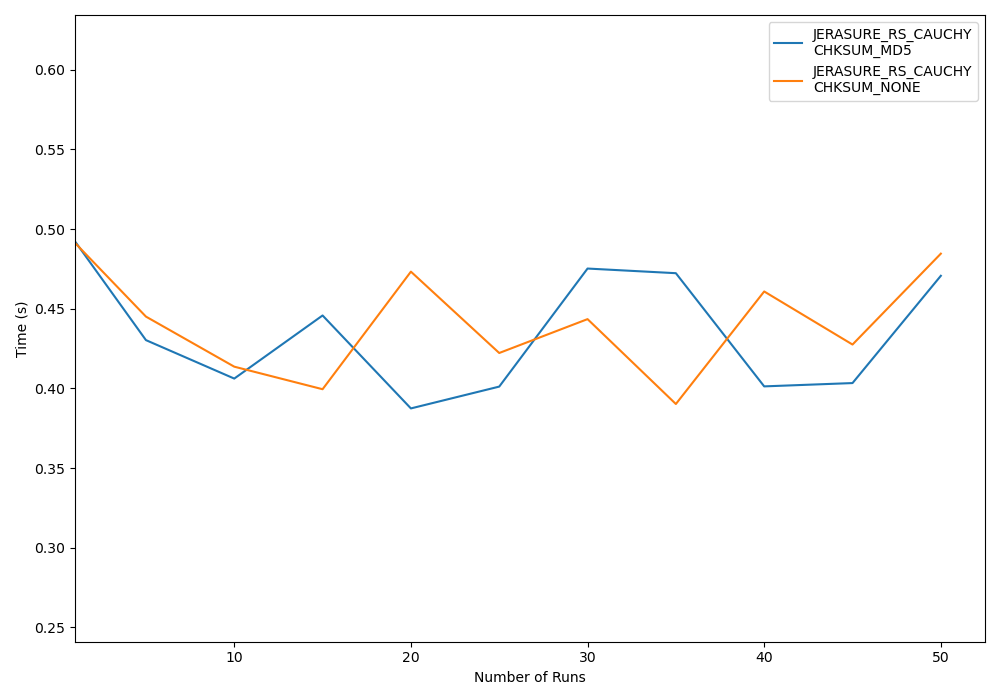 JERASURE_RS_CAUCHY
CHKSUM_MD5
JERASURE_RS_CAUCHY
CHKSUM_NONE
0.60
0.55
0.50
0.45
0.40
0.35
0.30
0.25
Time (s)
10 20 30 40 50
Number of Runs